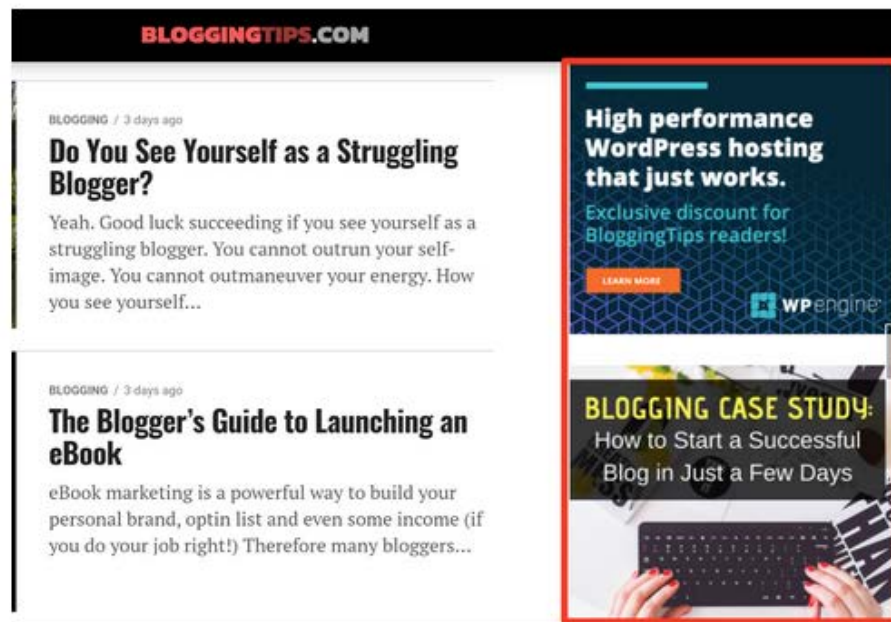 BLOGGINGTIPS.COM
BLOGGING / 3 days ago
Do You See Yourself as a Struggling
Blogger?
Yeah. Good luck succeeding if you see yourself as a
struggling blogger. You cannot outrun your self-
image. You cannot outmaneuver your energy. How
you see yourself...
BLOGGING / 3 days ago
The Blogger's Guide to Launching an
eBook
eBook marketing is a powerful way to build your
personal brand, optin list and even some income (if
you do your job right!) Therefore many bloggers...
High performance
WordPress hosting
that just works.
Exclusive discount for
BloggingTips readers!
LEARN MORE
WPengine
BLOGGING CASE STUDY:
How to Start a Successful
Blog in Just a Few Days